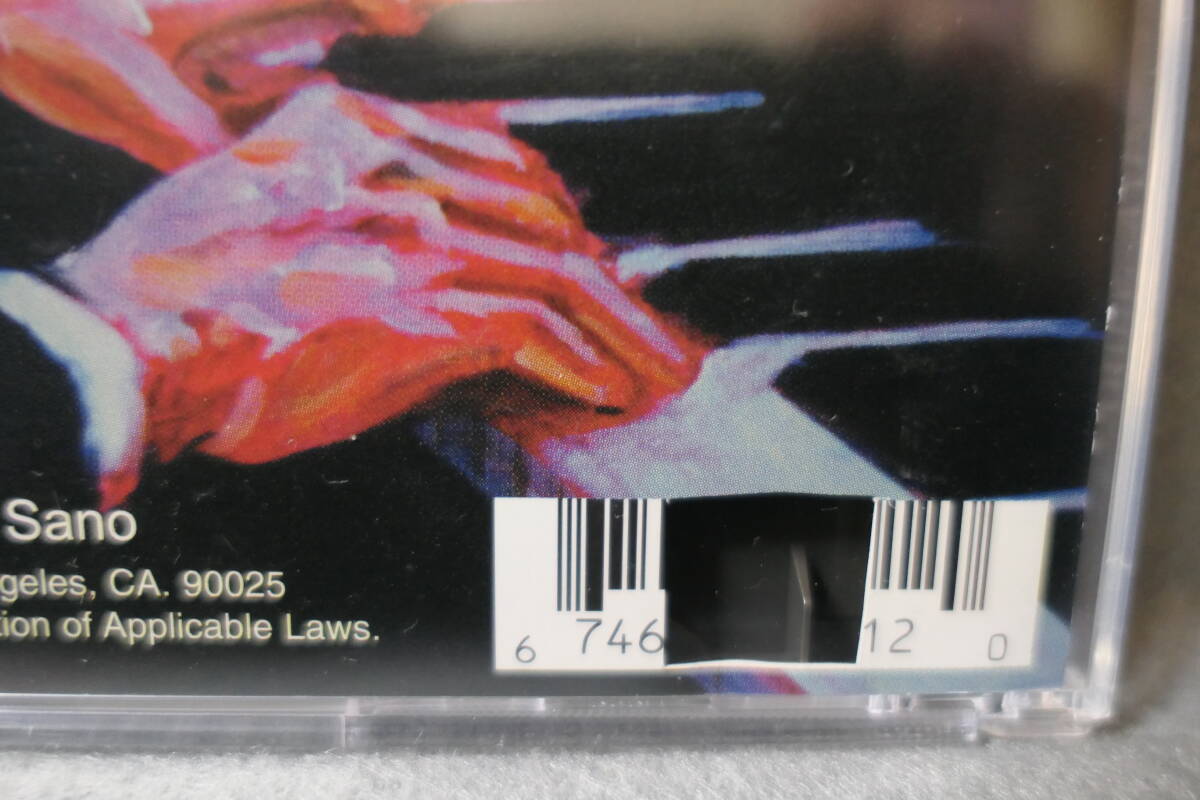 Sano
geles, CA. 90025
tion of Applicable Laws.
6 746 12 0